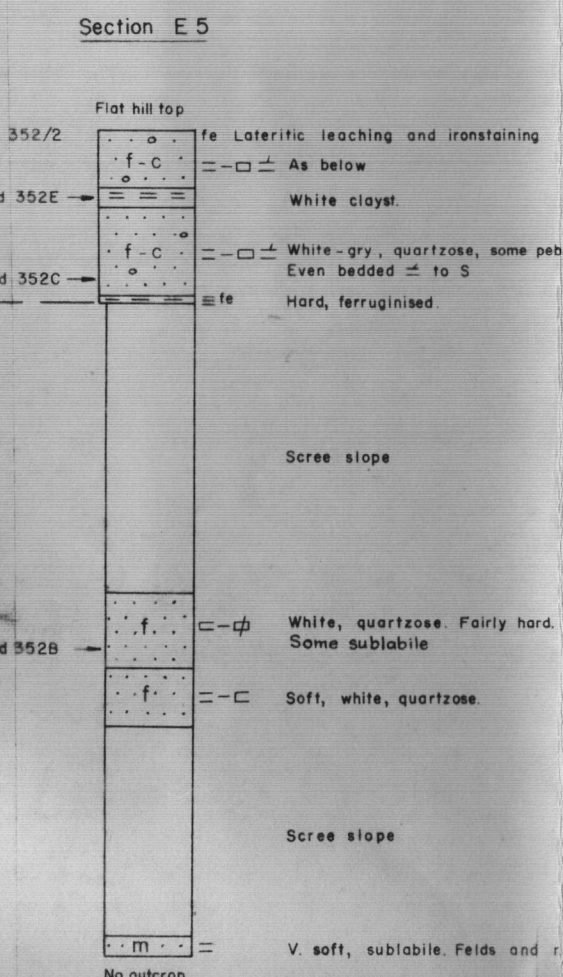 Section E 5
Flat hill top
352/2 fe Lateritic leaching and ironstaining
f - c As below
352E White clayst.
f - c White - gry, quartzose, some peb
352C Even bedded to S
fe Hard, ferruginised.
Scree slope
f White, quartzose. Fairly hard.
352B Some sublabile
f Soft, white, quartzose.
Scree slope
m V. soft, sublabile. Felds and r
No outcrop